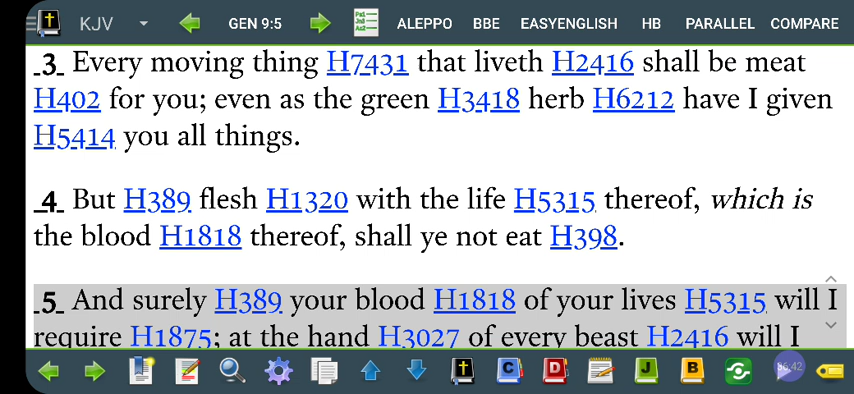 KJV GEN 9:5 ALEPPO BBE EASYENGLISH HB PARALLEL COMPARE
3 Every moving thing H7431 that liveth H2416 shall be meat
H402 for you; even as the green H3418 herb H6212 have I given
H5414 you all things.
4 But H389 flesh H1320 with the life H5315 thereof, which is
the blood H1818 thereof, shall ye not eat H398.
5 And surely H389 your blood H1818 of your lives H5315 will I
require H1875; at the hand H3027 of every beast H2416 will I
C D J B